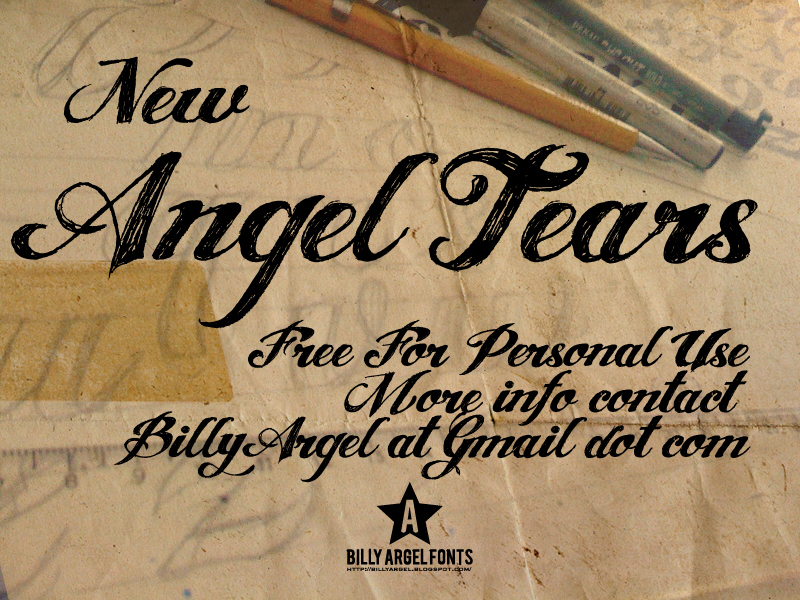 New
Angel Tears
Free For Personal Use
More info contact
BillyArgel at Gmail dot com
A
BILLY ARGEL FONTS
HTTP://BILLYARGEL.BLOGSPOT.COM/